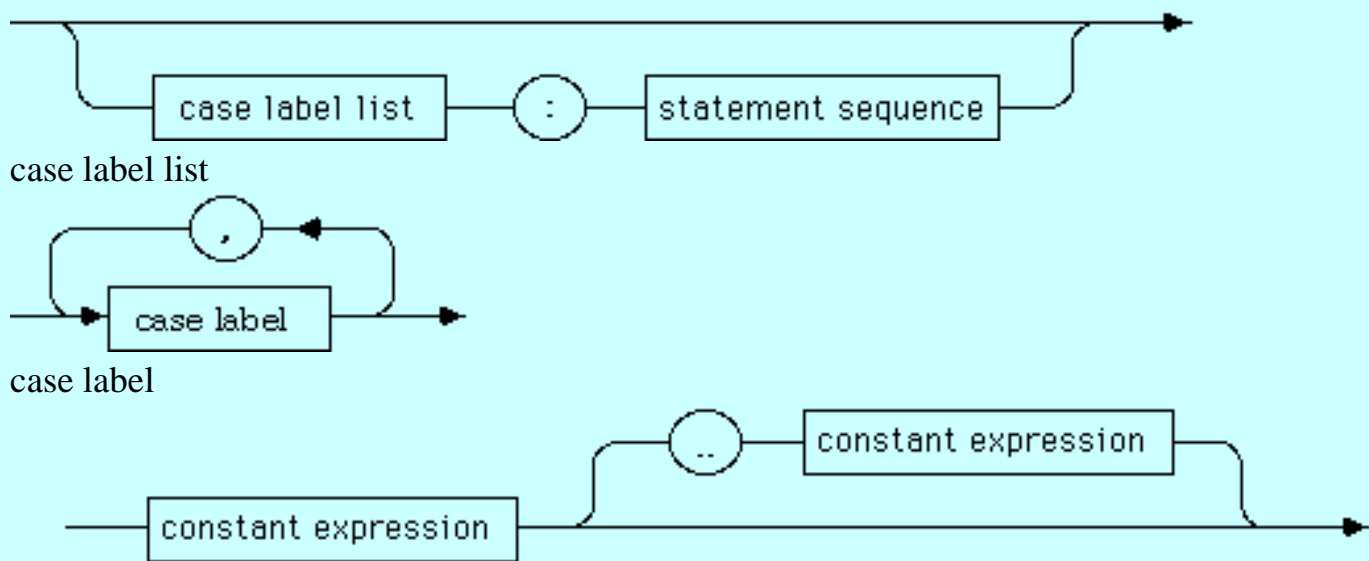 case label list : statement sequence
case label list
,
case label
case label
.. constant expression
constant expression